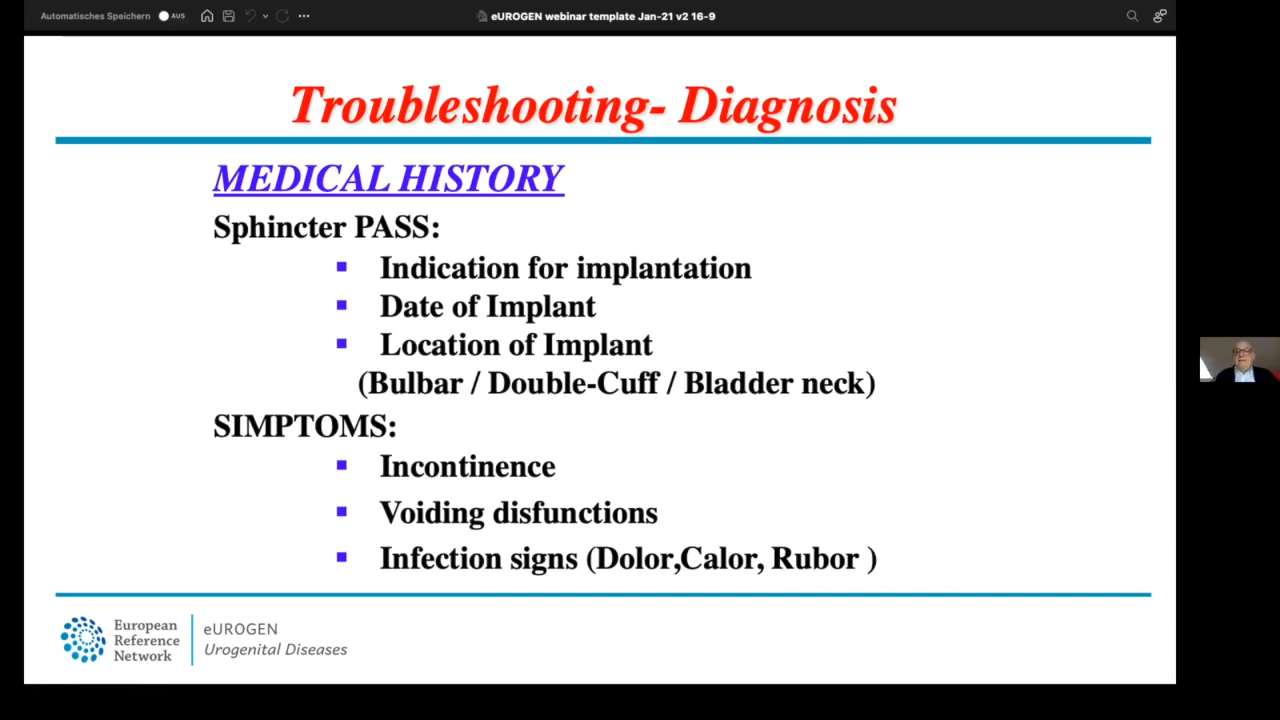 Automatisches Speichern AUS
eUROGEN webinar template Jan-21 v2 16-9
Troubleshooting- Diagnosis
MEDICAL HISTORY
Sphincter PASS:
Indication for implantation
Date of Implant
Location of Implant
(Bulbar / Double-Cuff / Bladder neck)
SIMPTOMS:
Incontinence
Voiding disfunctions
Infection signs (Dolor,Calor, Rubor )
European
Reference
Network
eUROGEN
Urogenital Diseases